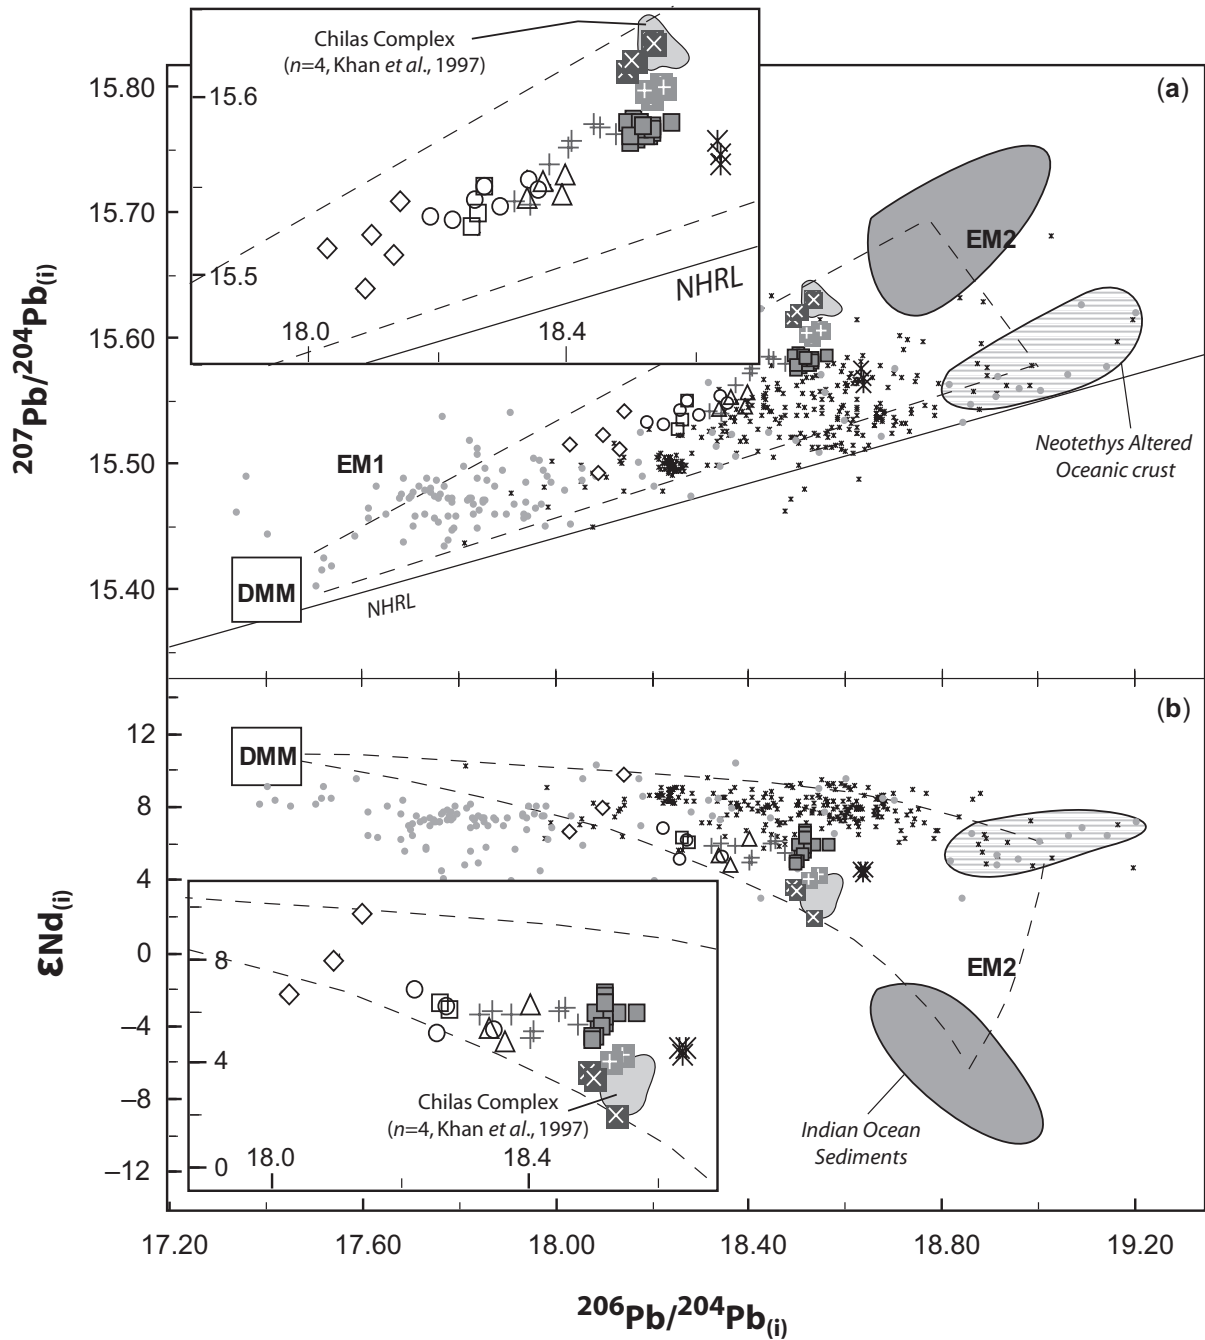 Chilas Complex
(n=4, Khan et al., 1997)
15.6
15.5
18.0
18.4
NHRL
(a)
15.80
15.70
15.60
15.50
15.40
207Pb/204Pb(i)
EM2
EM1
DMM
NHRL
Neotethys Altered
Oceanic crust
(b)
12
8
4
0
−4
−8
−12
εNd(i)
DMM
EM2
Indian Ocean
Sediments
8
4
0
Chilas Complex
(n=4, Khan et al., 1997)
18.0
18.4
17.20
17.60
18.00
18.40
18.80
19.20
206Pb/204Pb(i)